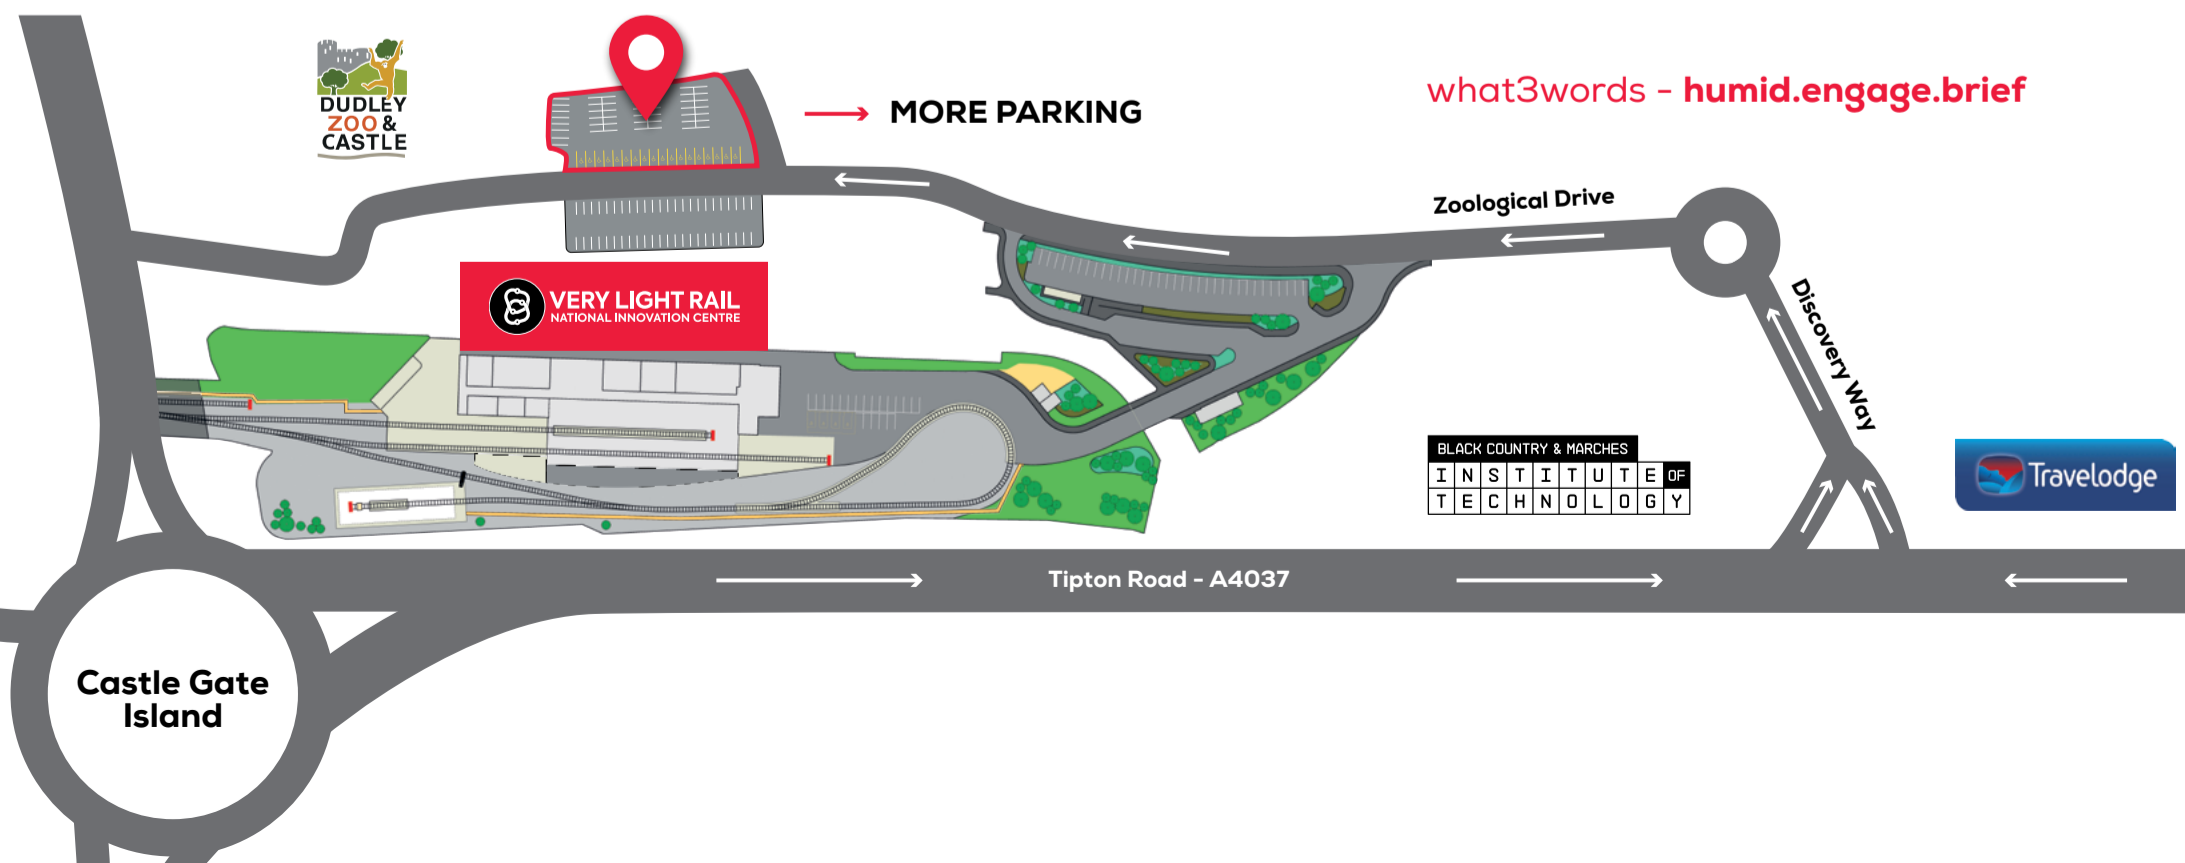 DUDLEY
ZOO &
CASTLE
MORE PARKING
what3words - humid.engage.brief
Zoological Drive
Discovery Way
VERY LIGHT RAIL
NATIONAL INNOVATION CENTRE
BLACK COUNTRY & MARCHES
INSTITUTE OF
TECHNOLOGY
Travelodge
Tipton Road - A4037
Castle Gate
Island